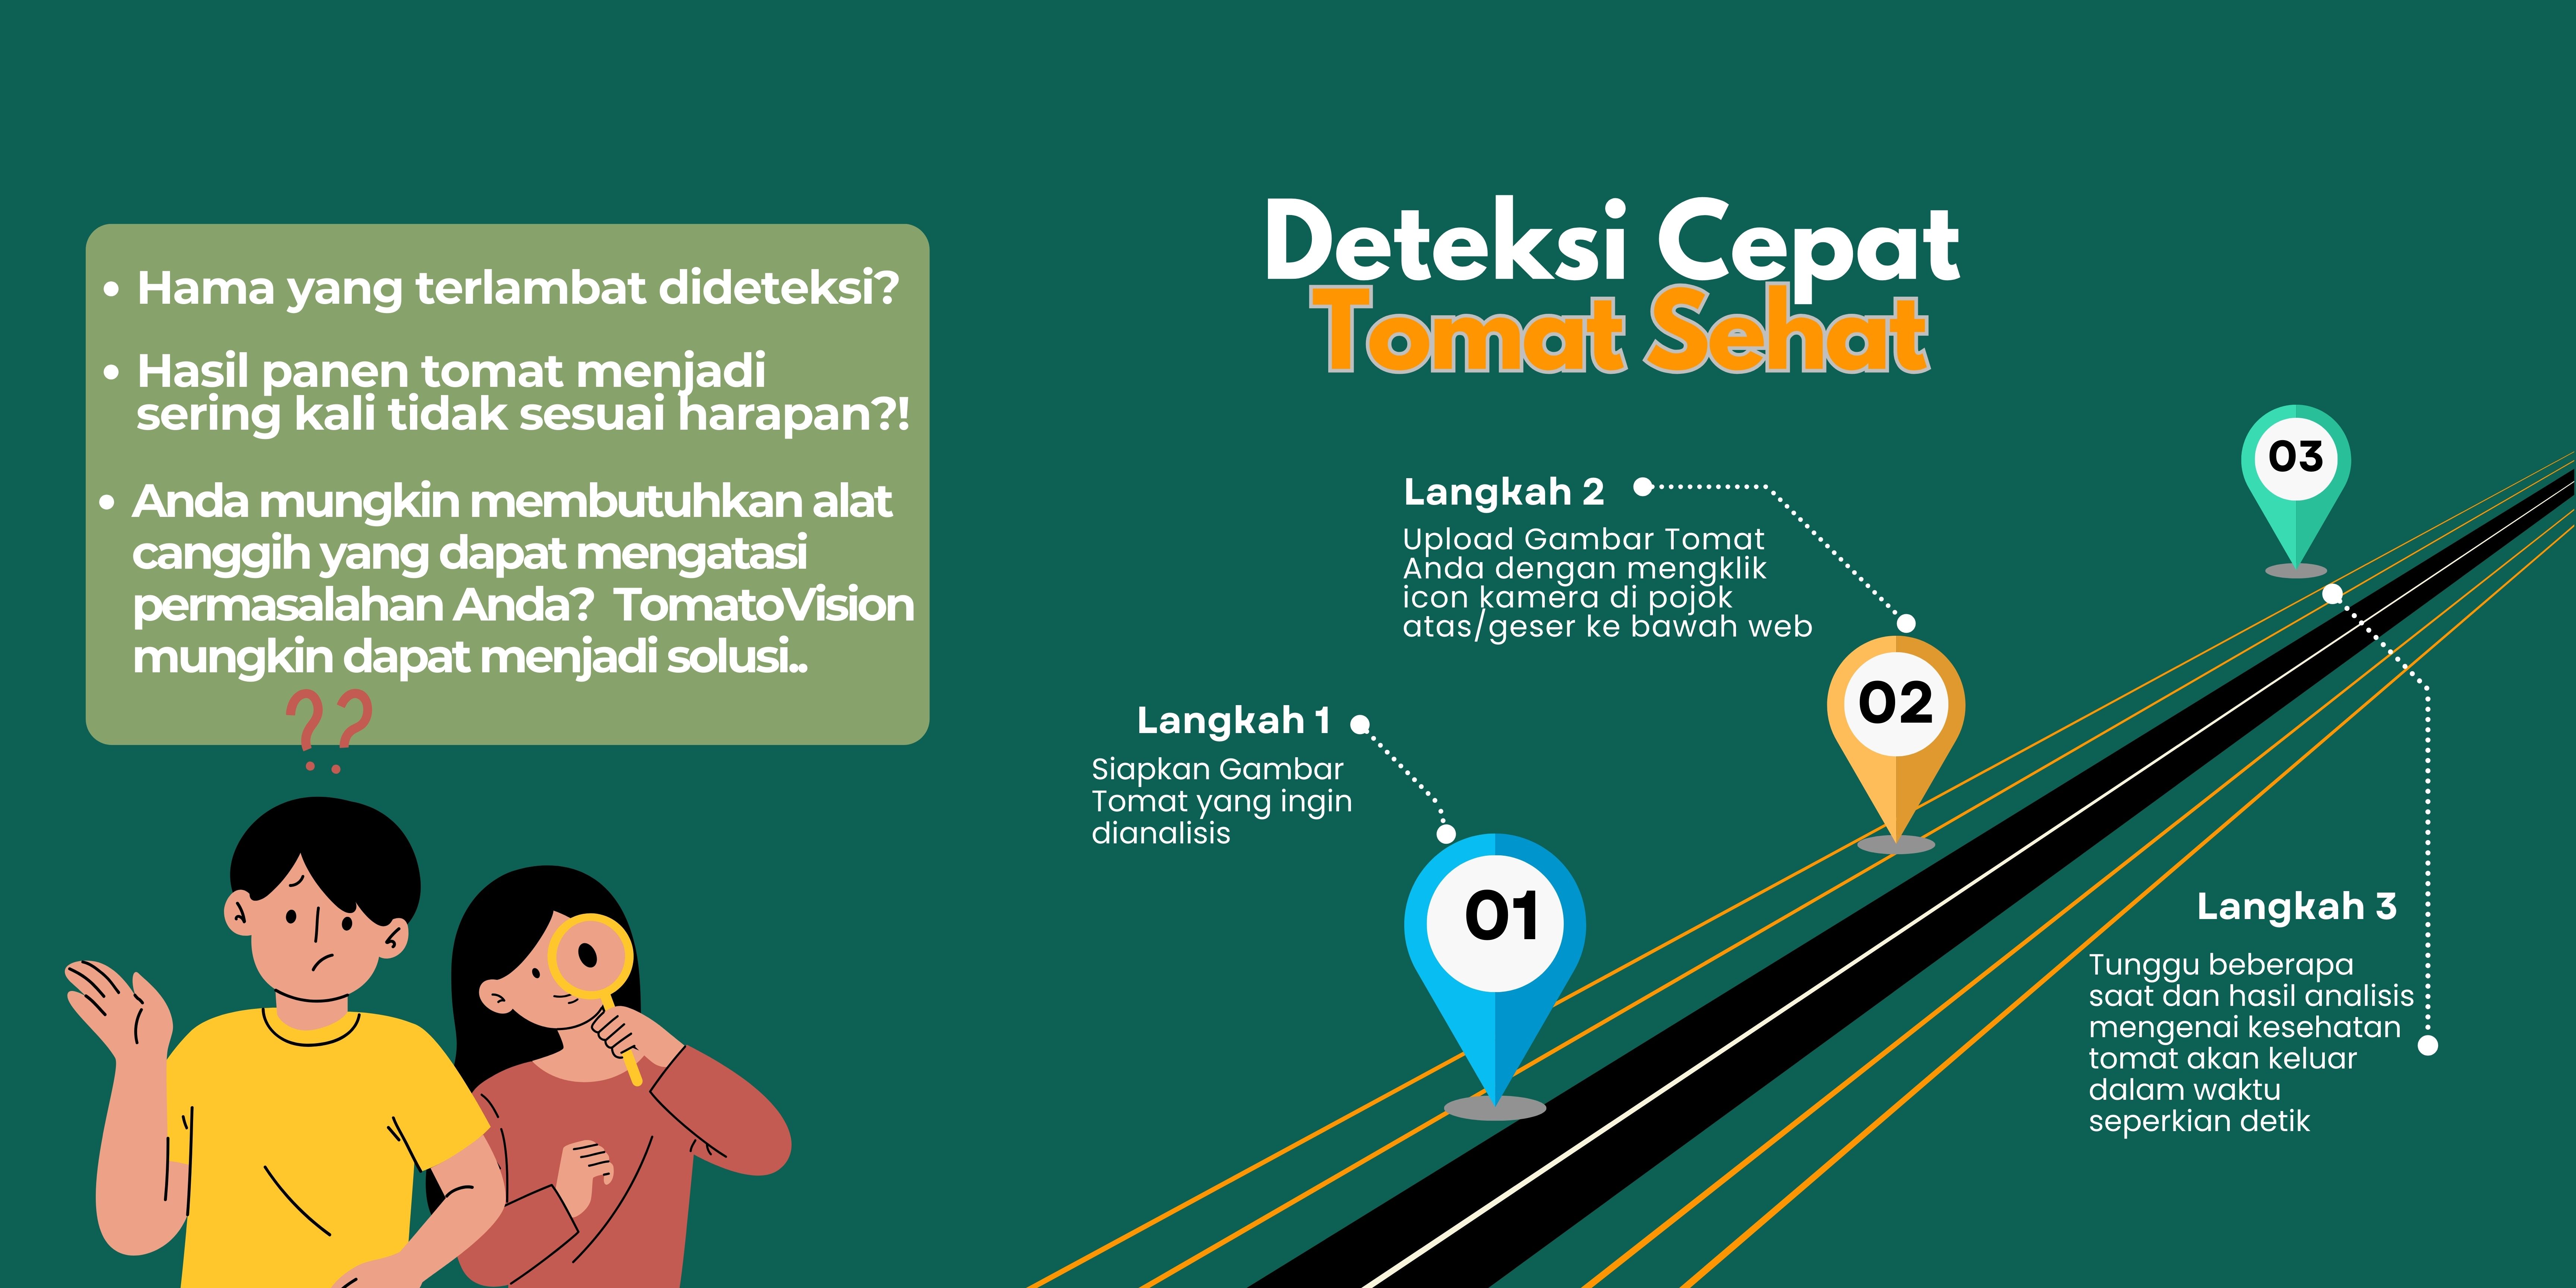 • Hama yang terlambat dideteksi?
• Hasil panen tomat menjadi
sering kali tidak sesuai harapan?!
• Anda mungkin membutuhkan alat
canggih yang dapat mengatasi
permasalahan Anda? TomatoVision
mungkin dapat menjadi solusi..
??
Deteksi Cepat
Tomat Sehat
Langkah 1
Siapkan Gambar
Tomat yang ingin
dianalisis
01
Langkah 2
Upload Gambar Tomat
Anda dengan mengklik
icon kamera di pojok
atas/geser ke bawah web
02
03
Langkah 3
Tunggu beberapa
saat dan hasil analisis
mengenai kesehatan
tomat akan keluar
dalam waktu
seperkian detik